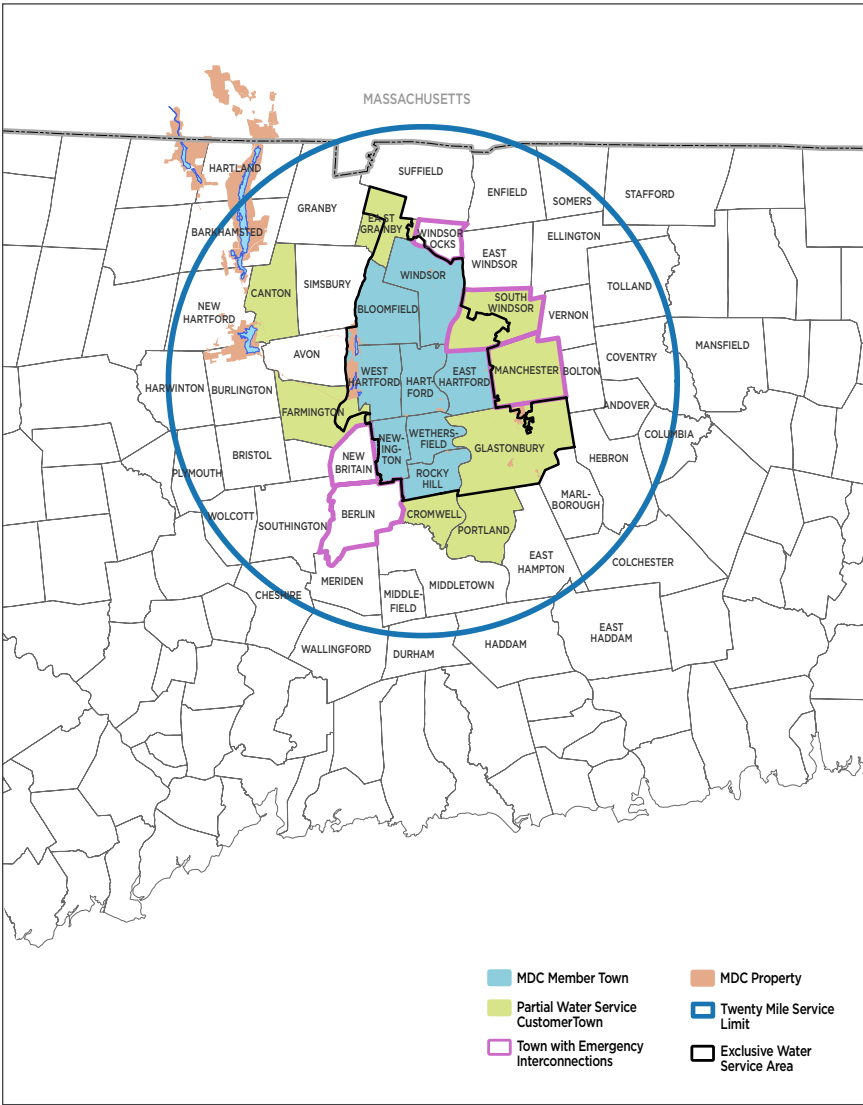 MASSACHUSETTS
HARTLAND
SUFFIELD
ENFIELD
SOMERS
STAFFORD
GRANBY
EAST
GRANBY
WINDSOR
LOCKS
BARKHAMSTED
EAST
WINDSOR
ELLINGTON
WINDSOR
SIMSBURY
CANTON
TOLLAND
NEW
HARTFORD
BLOOMFIELD
SOUTH
WINDSOR
VERNON
AVON
MANSFIELD
COVENTRY
WEST
HARTFORD
HART-
FORD
EAST
HARTFORD
MANCHESTER
BOLTON
HARWINTON
BURLINGTON
FARMINGTON
ANDOVER
COLUMBIA
NEW-
ING-
TON
WETHERS-
FIELD
GLASTONBURY
HEBRON
BRISTOL
NEW
BRITAIN
ROCKY
HILL
PLYMOUTH
MARL-
BOROUGH
WOLCOTT
SOUTHINGTON
BERLIN
CROMWELL
PORTLAND
EAST
HAMPTON
COLCHESTER
MERIDEN
MIDDLETOWN
CHESHIRE
MIDDLE-
FIELD
EAST
HADDAM
WALLINGFORD
DURHAM
HADDAM
MDC Member Town
Partial Water Service
CustomerTown
Town with Emergency
Interconnections
MDC Property
Twenty Mile Service
Limit
Exclusive Water
Service Area